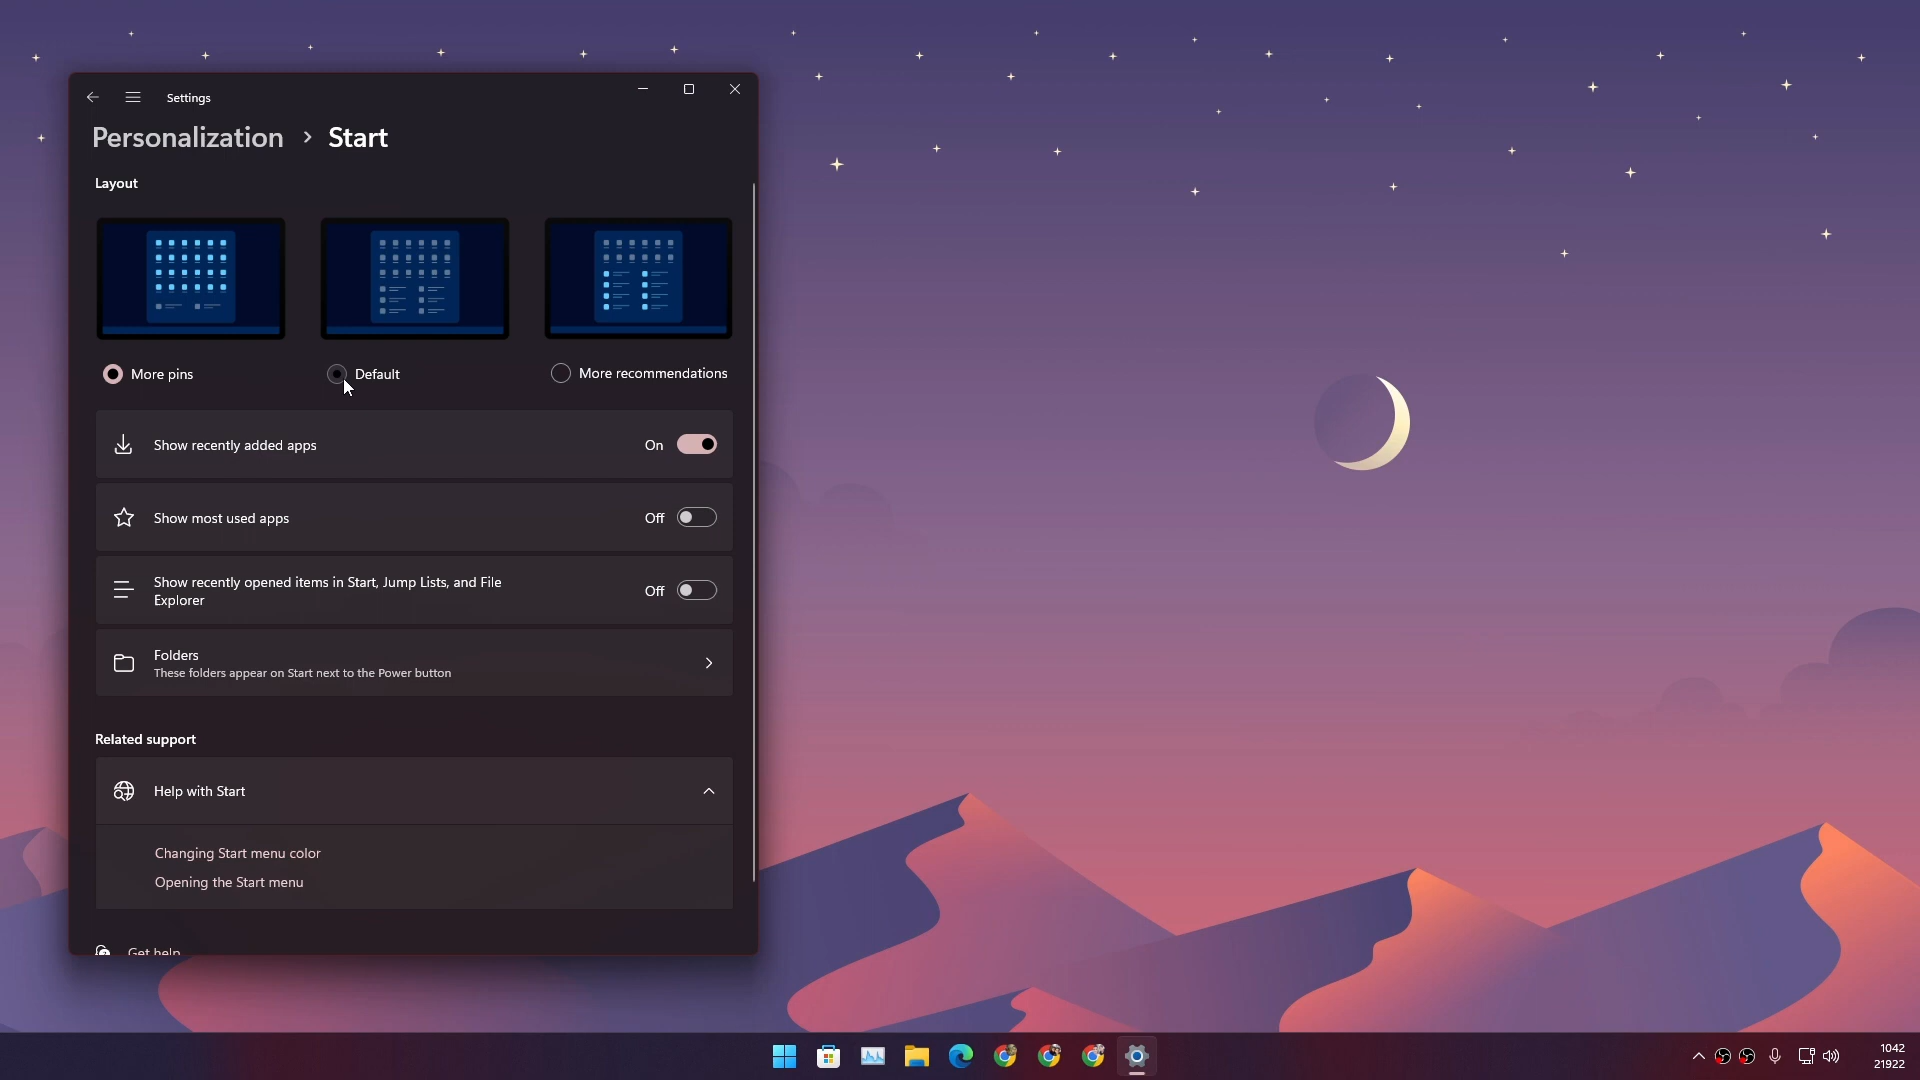 Settings
Personalization > Start
Layout
More pins
Default
More recommendations
Show recently added apps
On
Show most used apps
Off
Show recently opened items in Start, Jump Lists, and File
Explorer
Off
Folders
These folders appear on Start next to the Power button
Related support
Help with Start
Changing Start menu color
Opening the Start menu
Get help
1042
21922